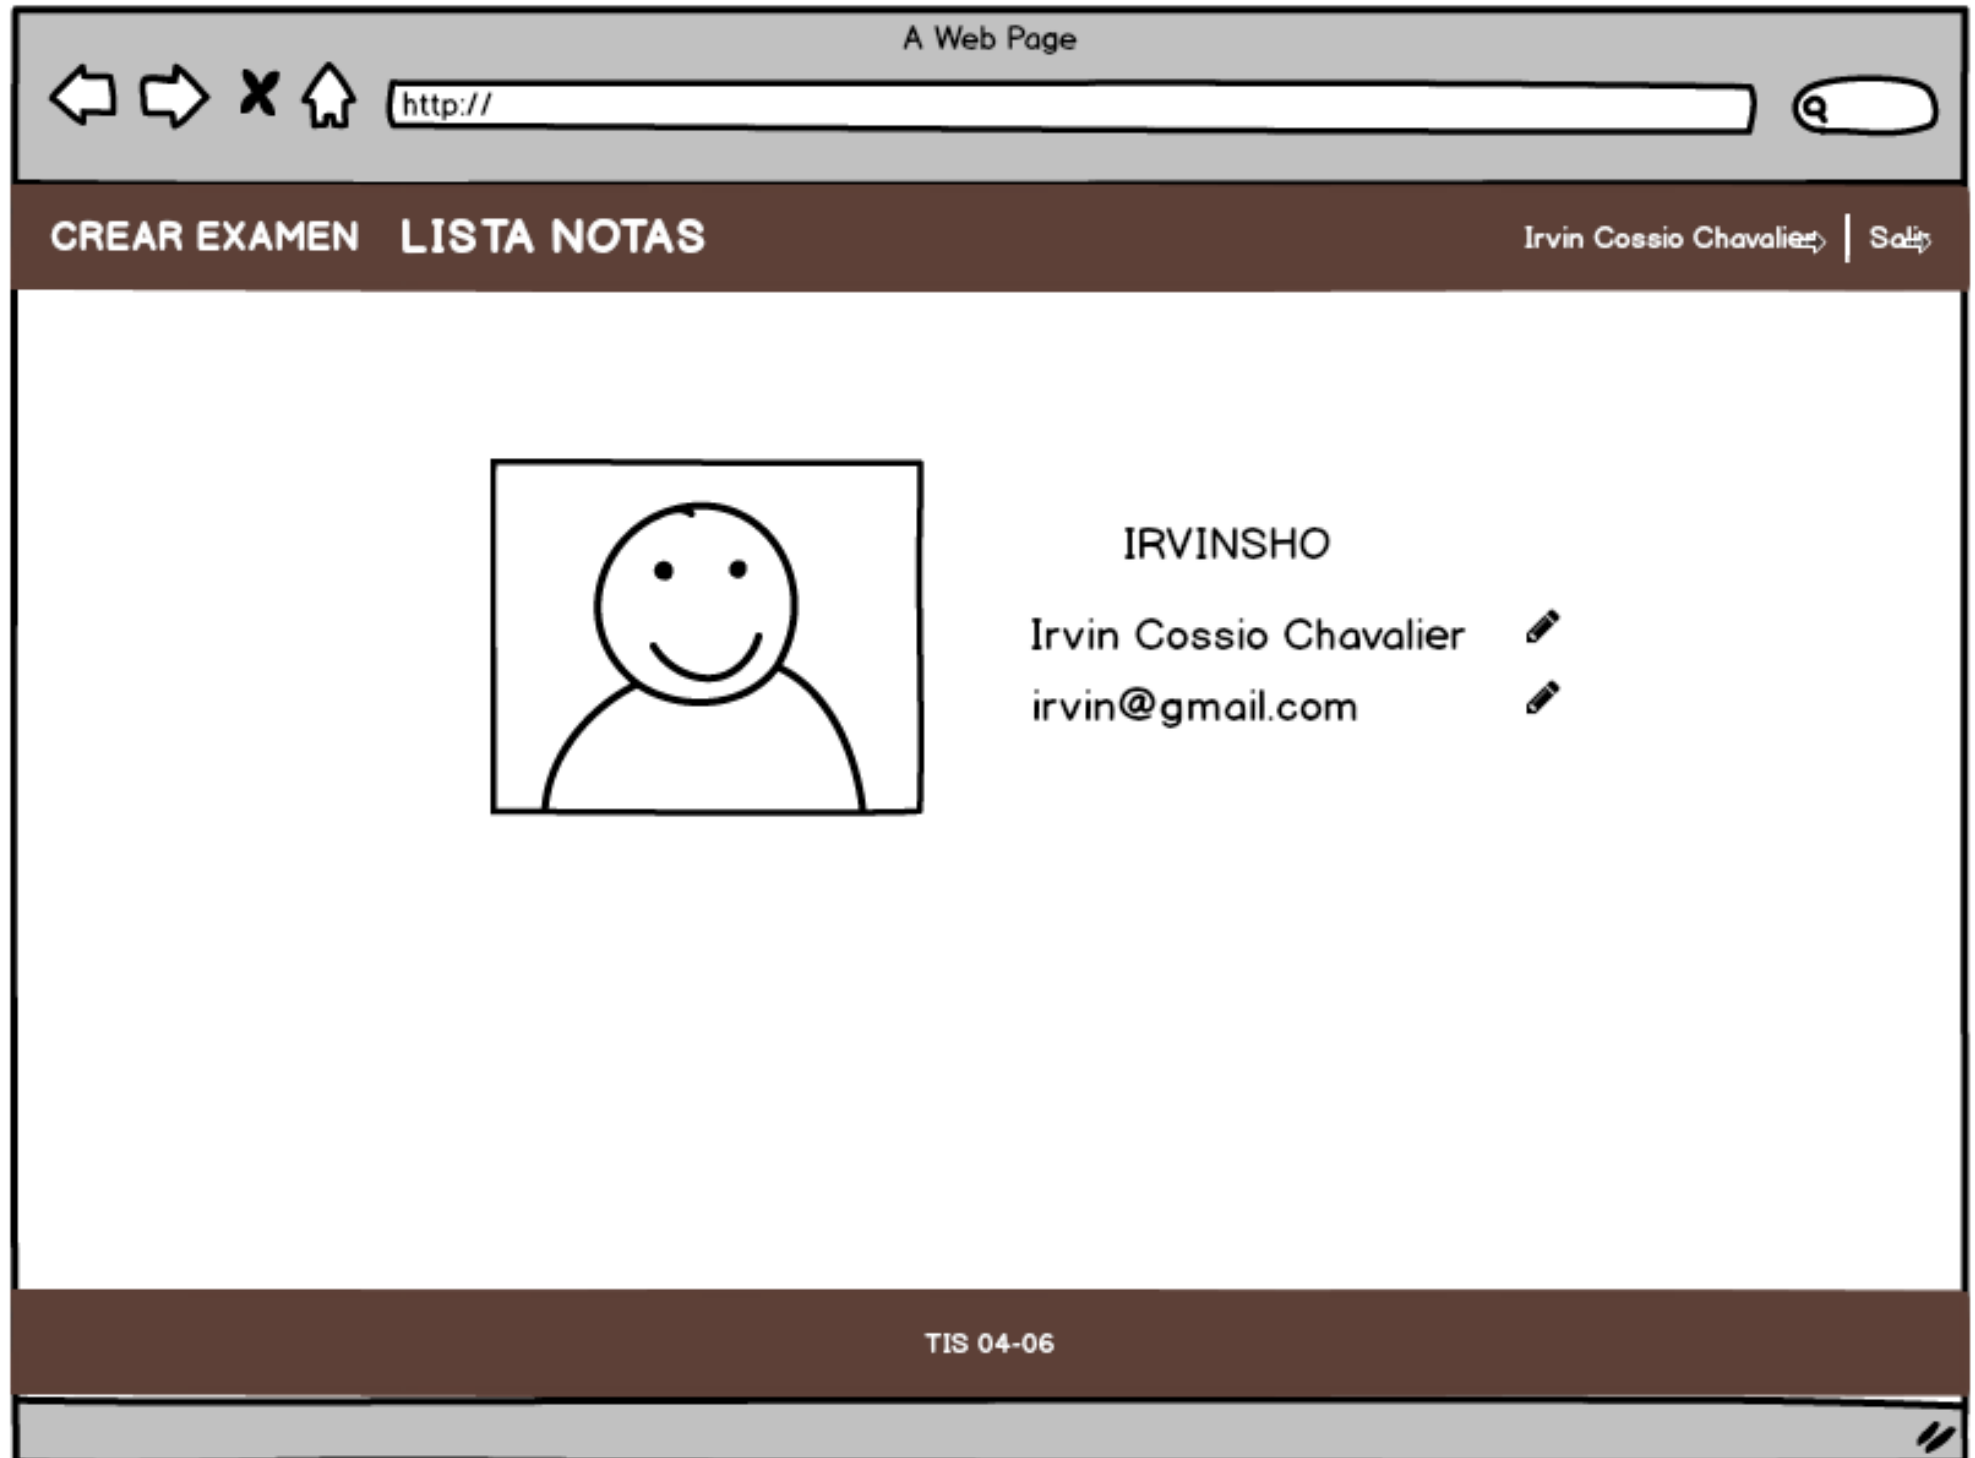 A Web Page
http://
CREAR EXAMEN LISTA NOTAS Irvin Cossio Chavalier Salir
IRVINSHO
Irvin Cossio Chavalier
irvin@gmail.com
TIS 04-06